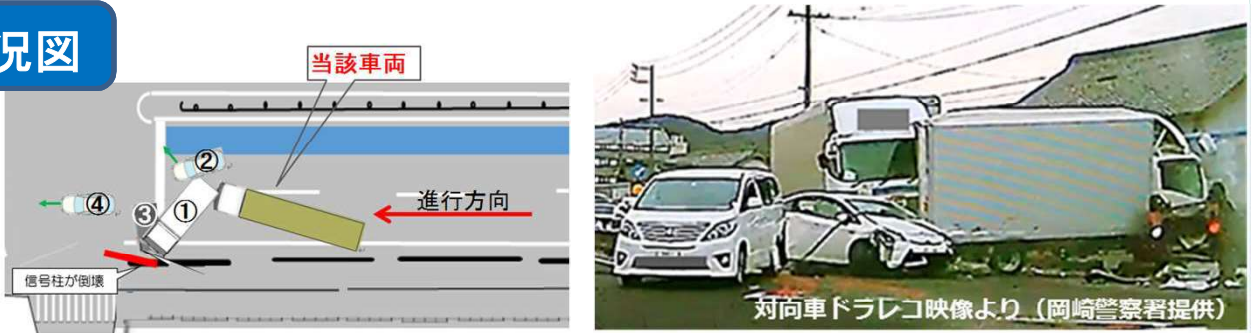 況図
当該車両
②
進行方向
④
③
①
信号柱が倒壊
対向車ドラレコ映像より（岡崎警察署提供）